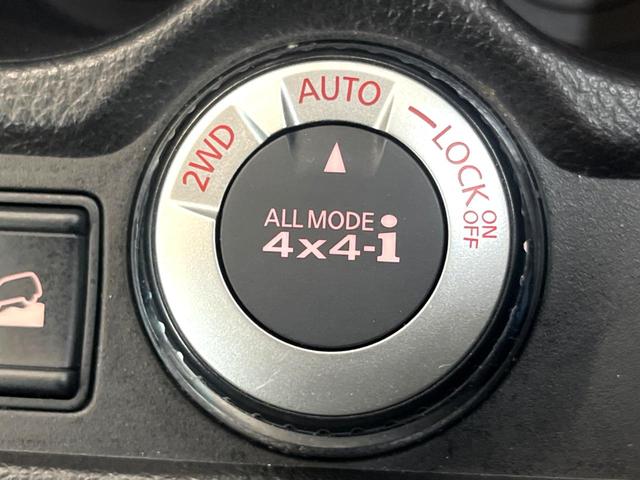 2WD
AUTO
LOCK
ON
OFF
ALL MODE
4x4-i